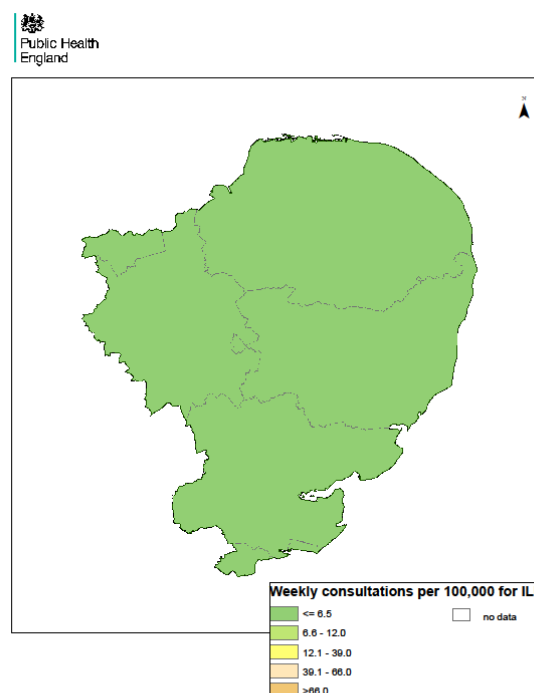 Public Health
England
N
Weekly consultations per 100,000 for IL
<= 6.5
no data
6.6 - 12.0
12.1 - 39.0
39.1 - 66.0
>66.0